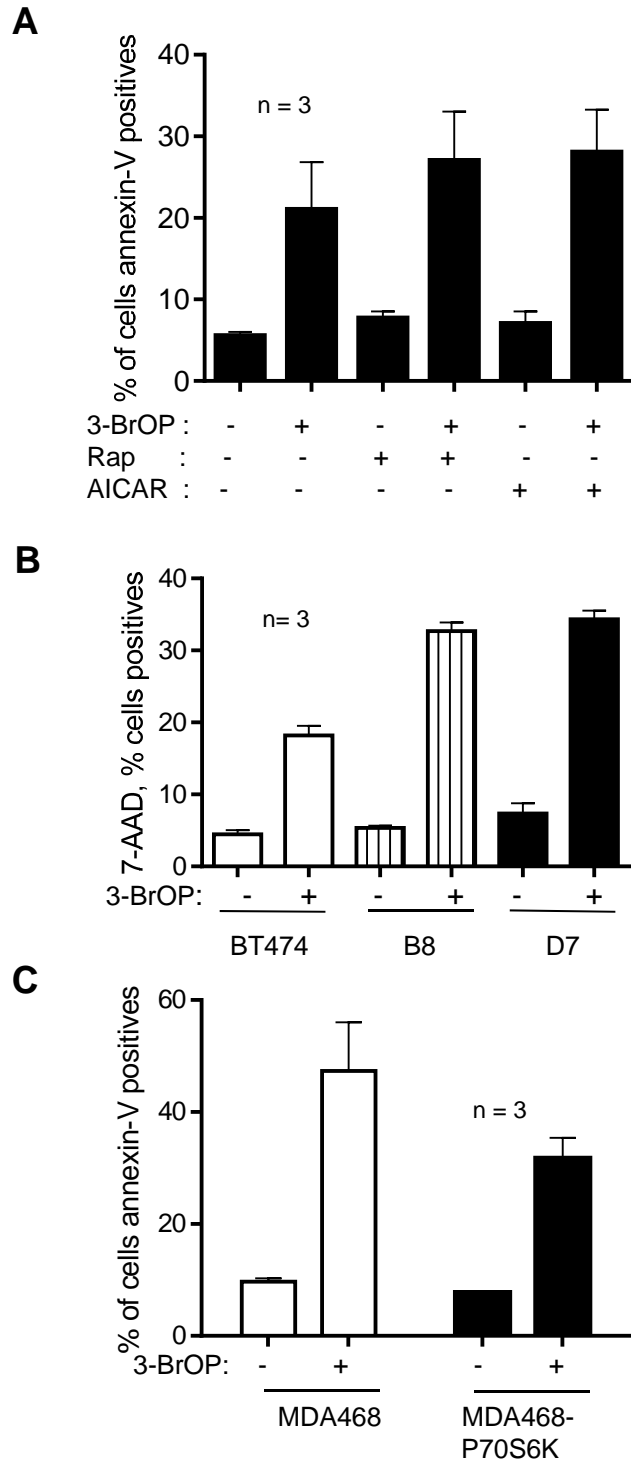 A
% of cells annexin-V positives
40
30
20
10
0
n = 3
3-BrOP : - + - + - +
Rap : - - + + - -
AICAR : - - - - + +
B
7-AAD, % cells positives
40
30
20
10
0
n= 3
3-BrOP: - + - + - +
BT474 B8 D7
C
% of cells annexin-V positives
60
40
20
0
n = 3
3-BrOP: - + - +
MDA468 MDA468-
P70S6K